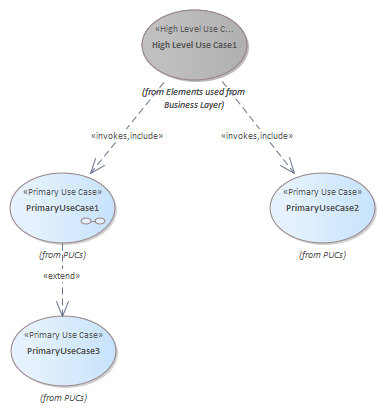 «High Level Use C...
High Level Use Case1
(from Elements used from
Business Layer)
«invokes,include»
«invokes,include»
«Primary Use Case»
PrimaryUseCase1
(from PUCs)
«Primary Use Case»
PrimaryUseCase2
(from PUCs)
«extend»
«Primary Use Case»
PrimaryUseCase3
(from PUCs)